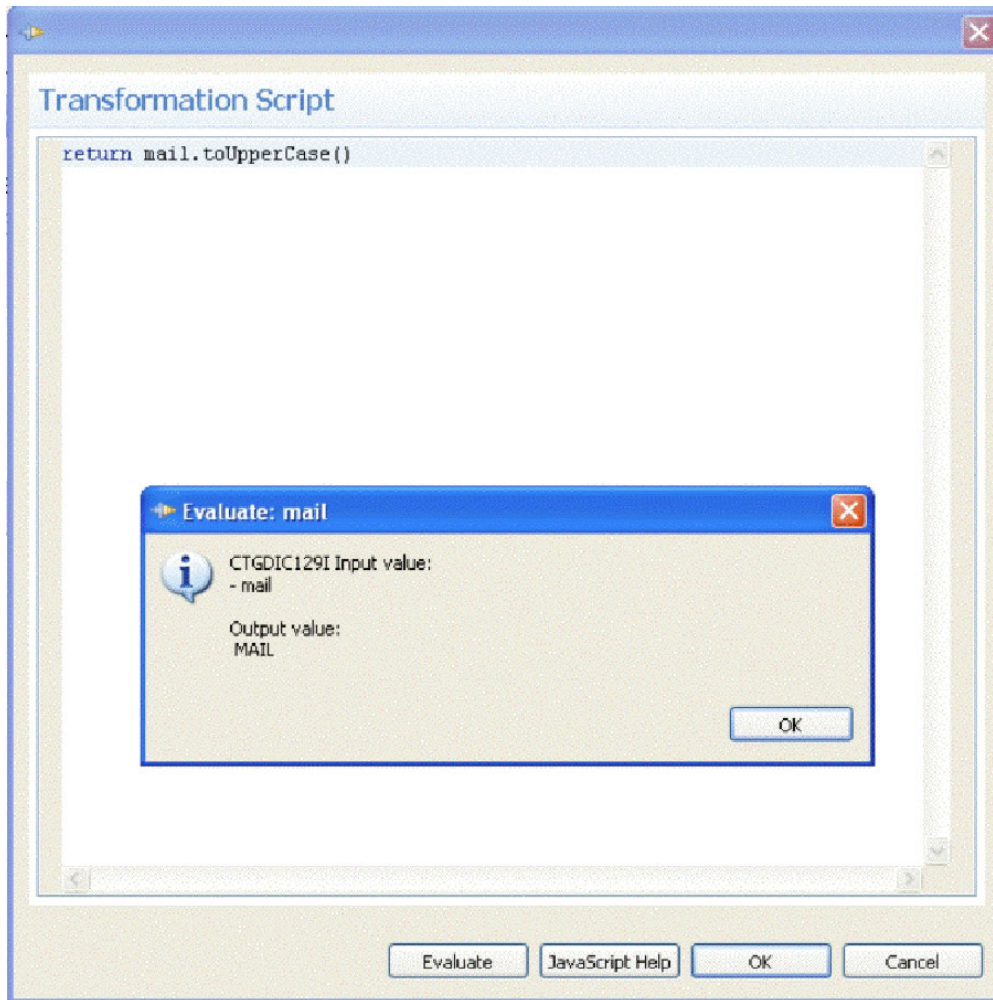 Transformation Script
return mail.toUpperCase()
Evaluate: mail
CTGDIC129I Input value:
- mail
Output value:
MAIL
OK
Evaluate
JavaScript Help
OK
Cancel